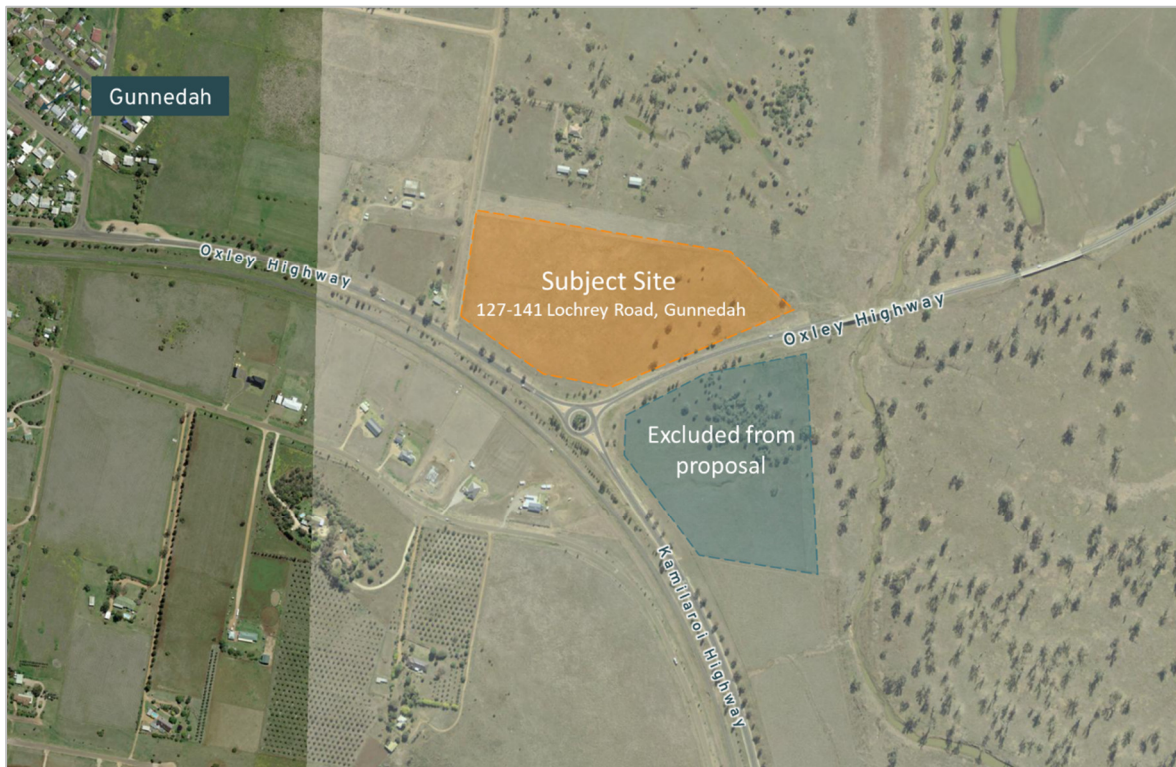 Gunnedah
Oxley Highway
Subject Site
127-141 Lochrey Road, Gunnedah
Oxley Highway
Excluded from
proposal
Kamilaroi Highway